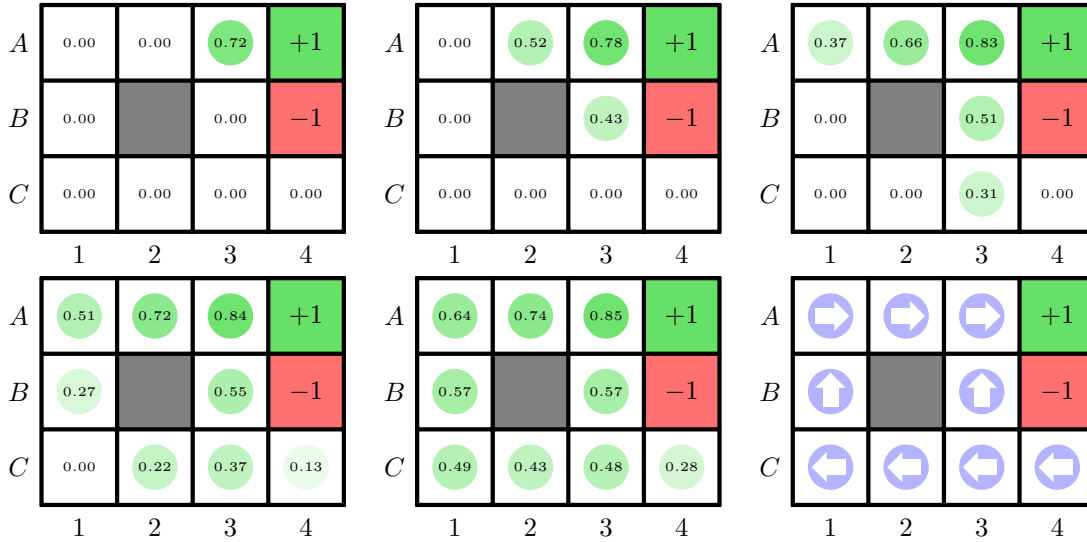 A 0.00 0.00 0.72 +1
B 0.00 0.00 −1
C 0.00 0.00 0.00 0.00
1 2 3 4
0.00 0.52 0.78 +1
A
B 0.00 0.43 −1
C 0.00 0.00 0.00 0.00
1 2 3 4
A 0.37 0.66 0.83 +1
B 0.00 0.51 −1
C 0.00 0.00 0.31 0.00
1 2 3 4
A 0.51 0.72 0.84 +1
B 0.27 0.55 −1
C 0.00 0.22 0.37 0.13
1 2 3 4
A 0.64 0.74 0.85 +1
B 0.57 0.57 −1
C 0.49 0.43 0.48 0.28
1 2 3 4
A +1
B −1
C
1 2 3 4